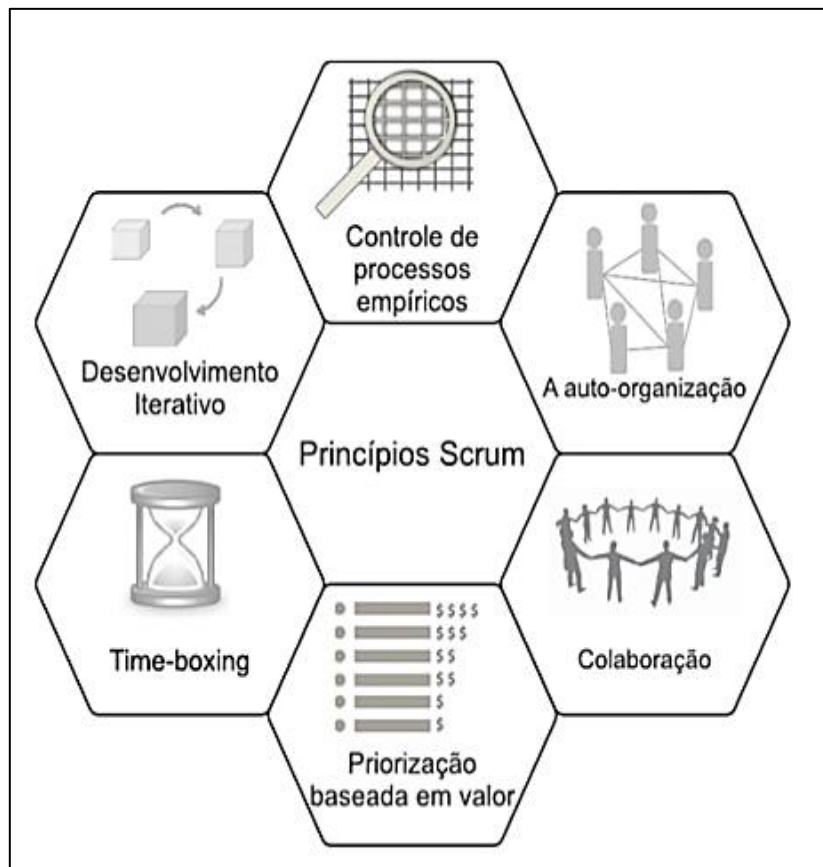 Controle de
processos
empíricos
Desenvolvimento
Iterativo
A auto-organização
Princípios Scrum
Time-boxing
Colaboração
$$$$
$$$
$$
$$
$
$
Priorização
baseada em valor